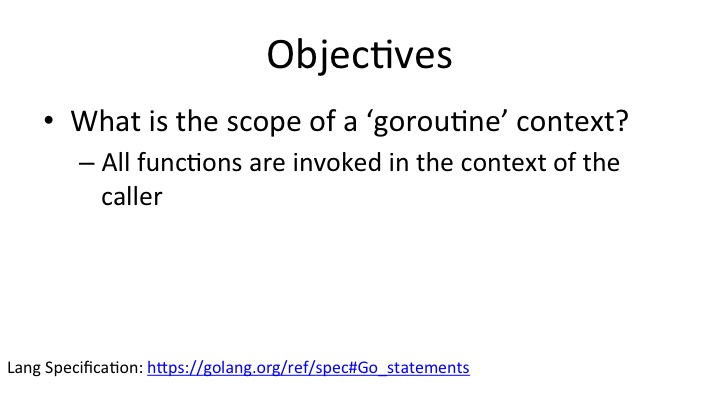 Objectives
• What is the scope of a ‘goroutine’ context?
– All functions are invoked in the context of the
caller
Lang Specification: https://golang.org/ref/spec#Go_statements